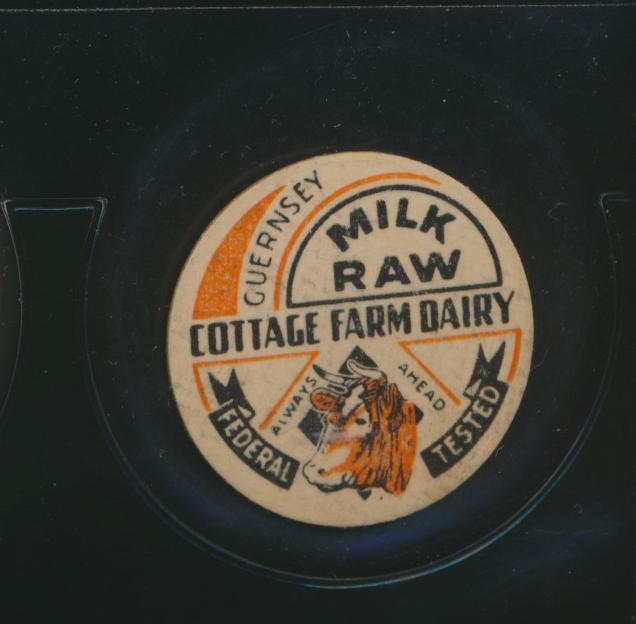 GUERNSEY
MILK
RAW
COTTAGE FARM DAIRY
ALWAYS AHEAD
FEDERAL TESTED